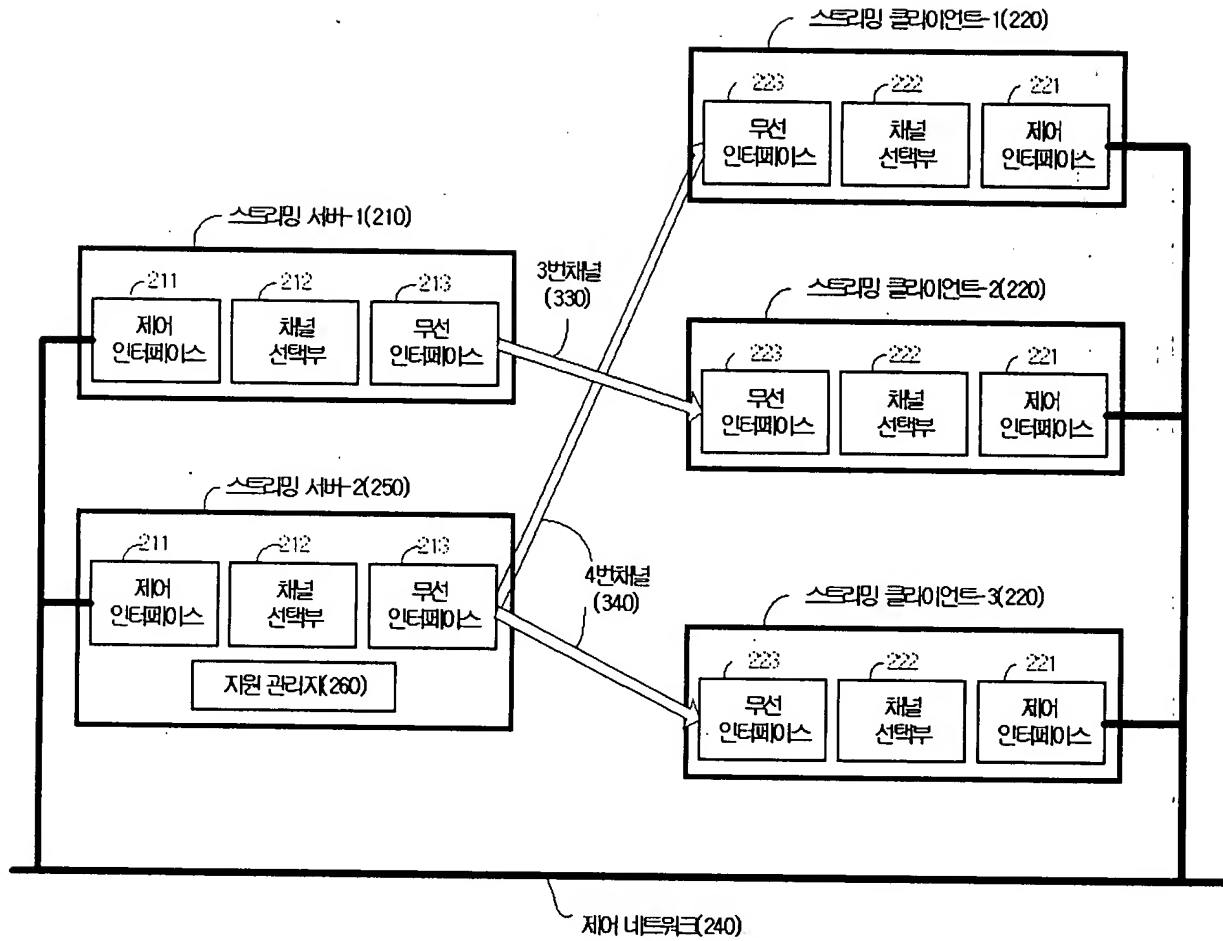 스트리밍 클라이언트-1(220)
223
222
221
무선
인터페이스
채널
선택부
제어
인터페이스
스트리밍 서버-1(210)
211
212
213
제어
인터페이스
채널
선택부
무선
인터페이스
3번채널
(330)
스트리밍 클라이언트-2(220)
223
222
221
무선
인터페이스
채널
선택부
제어
인터페이스
스트리밍 서버-2(250)
211
212
213
제어
인터페이스
채널
선택부
무선
인터페이스
자원 관리자(260)
4번채널
(340)
스트리밍 클라이언트-3(220)
223
222
221
무선
인터페이스
채널
선택부
제어
인터페이스
제어 네트워크(240)